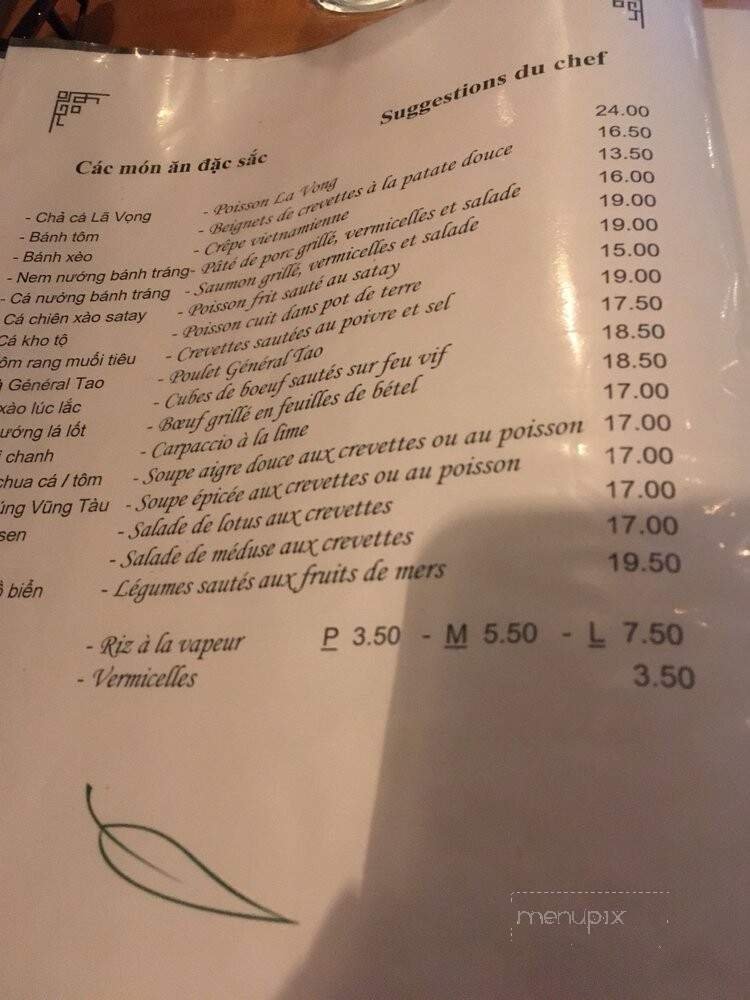 Suggestions du chef
Các món ăn đặc sắc
- Chả cá Lã Vọng - Poisson La Vong 24.00
- Bánh tôm - Beignets de crevettes à la patate douce 16.50
- Bánh xèo - Crêpe vietnamienne 13.50
- Nem nướng bánh tráng - Pâté de porc grillé, vermicelles et salade 16.00
- Cá nướng bánh tráng - Saumon grillé, vermicelles et salade 19.00
Cá chiên xào satay - Poisson frit sauté au satay 19.00
Cá kho tộ - Poisson cuit dans pot de terre 15.00
ôm rang muối tiêu - Crevettes sautées au poivre et sel 19.00
Général Tao - Poulet Général Tao 17.50
xào lúc lắc - Cubes de boeuf sautés sur feu vif 18.50
ướng lá lốt - Bœuf grillé en feuilles de bétel 18.50
chanh - Carpaccio à la lime 17.00
chua cá / tôm - Soupe aigre douce aux crevettes ou au poisson 17.00
úng Vũng Tàu - Soupe épicée aux crevettes ou au poisson 17.00
sen - Salade de lotus aux crevettes 17.00
- Salade de méduse aux crevettes 17.00
biển - Légumes sautés aux fruits de mers 19.50
- Riz à la vapeur P 3.50 - M 5.50 - L 7.50
- Vermicelles 3.50
menupix